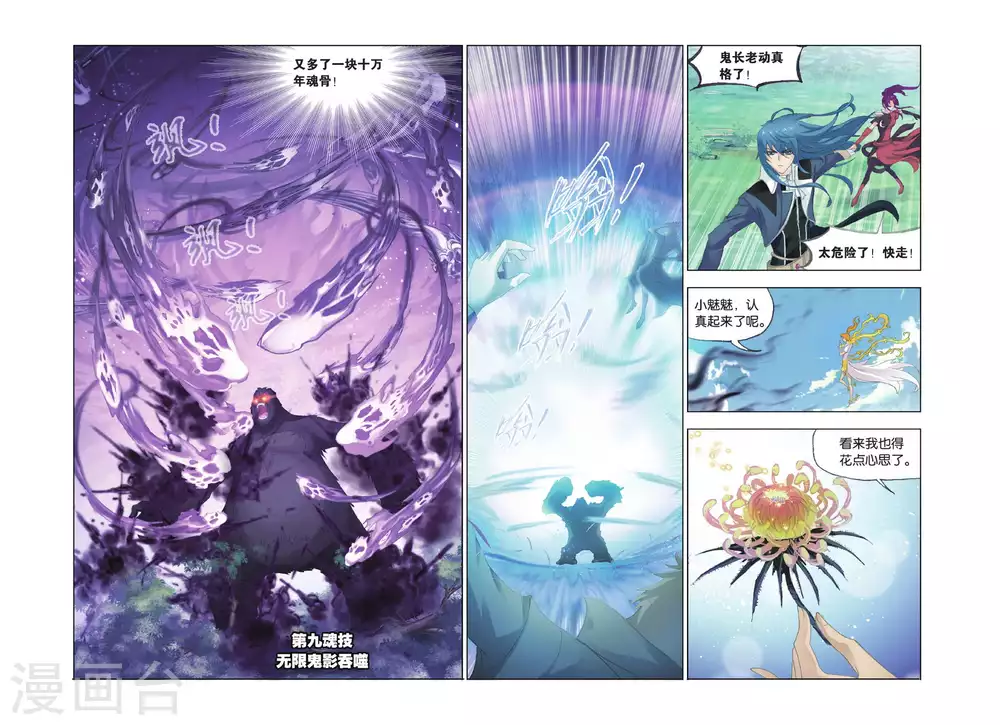 又多了一块十万
年魂骨！
飒！
飒！
飒！
第九魂技
无限鬼影吞噬
鬼长老动真
格了！
太危险了！快走！
小魅魅，认
真起来了呢。
看来我也得
花点心思了。
漫画台